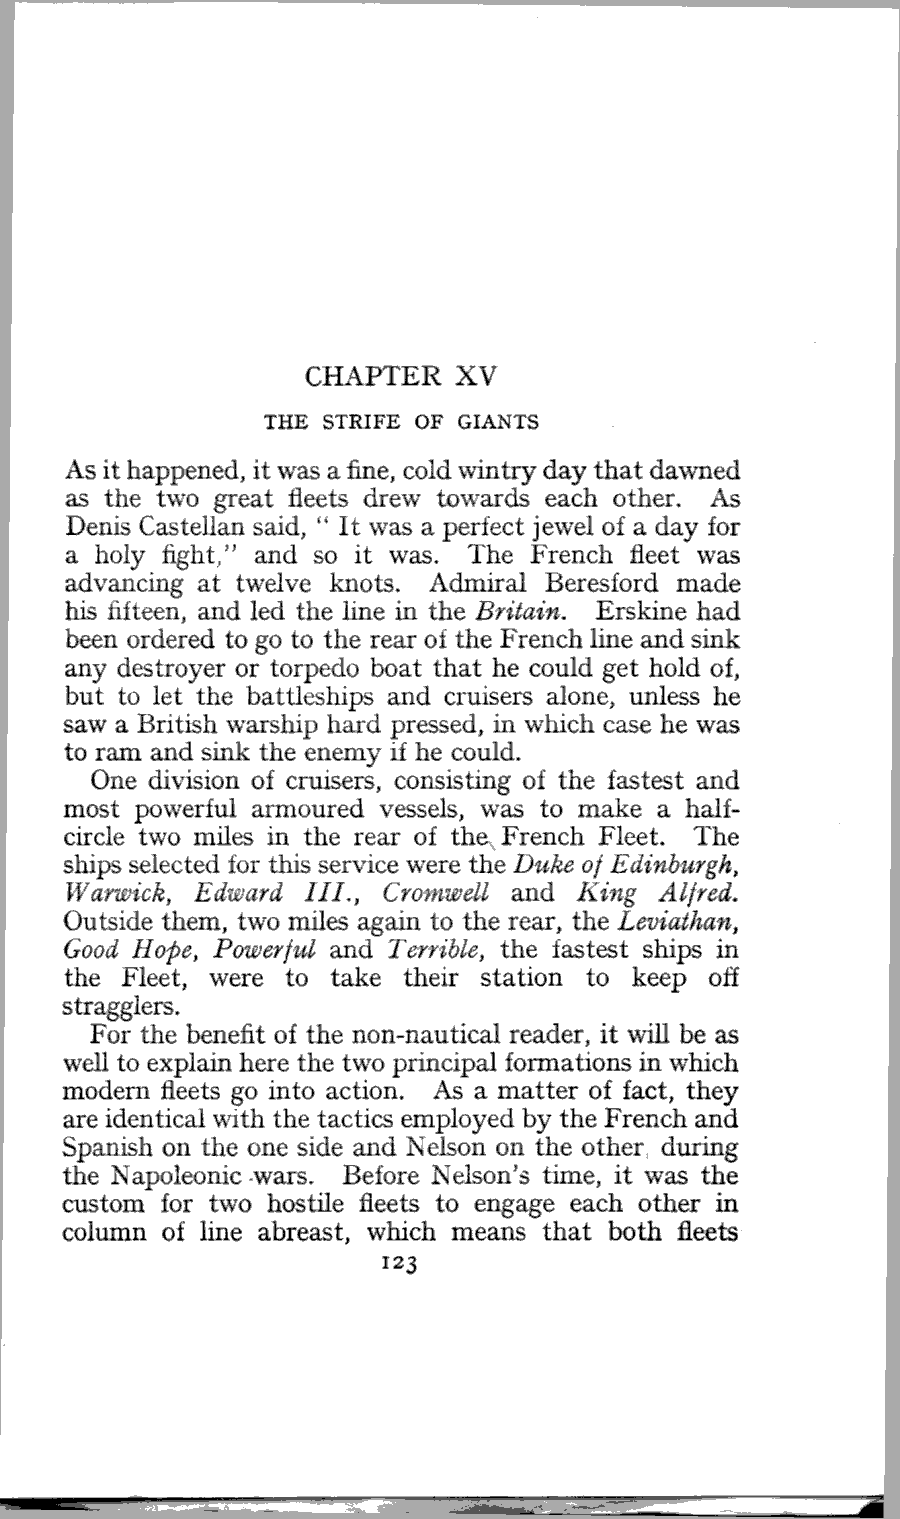 CHAPTER XV
THE STRIFE OF GIANTS
As it happened, it was a fine, cold wintry day that dawned
as the two great fleets drew towards each other. As
Denis Castellan said, “ It was a perfect jewel of a day for
a holy fight,” and so it was. The French fleet was
advancing at twelve knots. Admiral Beresford made
his fifteen, and led the line in the Britain. Erskine had
been ordered to go to the rear of the French line and sink
any destroyer or torpedo boat that he could get hold of,
but to let the battleships and cruisers alone, unless he
saw a British warship hard pressed, in which case he was
to ram and sink the enemy if he could.
One division of cruisers, consisting of the fastest and
most powerful armoured vessels, was to make a half-
circle two miles in the rear of the French Fleet. The
ships selected for this service were the Duke of Edinburgh,
Warwick, Edward III., Cromwell and King Alfred.
Outside them, two miles again to the rear, the Leviathan,
Good Hope, Powerful and Terrible, the fastest ships in
the Fleet, were to take their station to keep off
stragglers.
For the benefit of the non-nautical reader, it will be as
well to explain here the two principal formations in which
modern fleets go into action. As a matter of fact, they
are identical with the tactics employed by the French and
Spanish on the one side and Nelson on the other, during
the Napoleonic wars. Before Nelson’s time, it was the
custom for two hostile fleets to engage each other in
column of line abreast, which means that both fleets
123